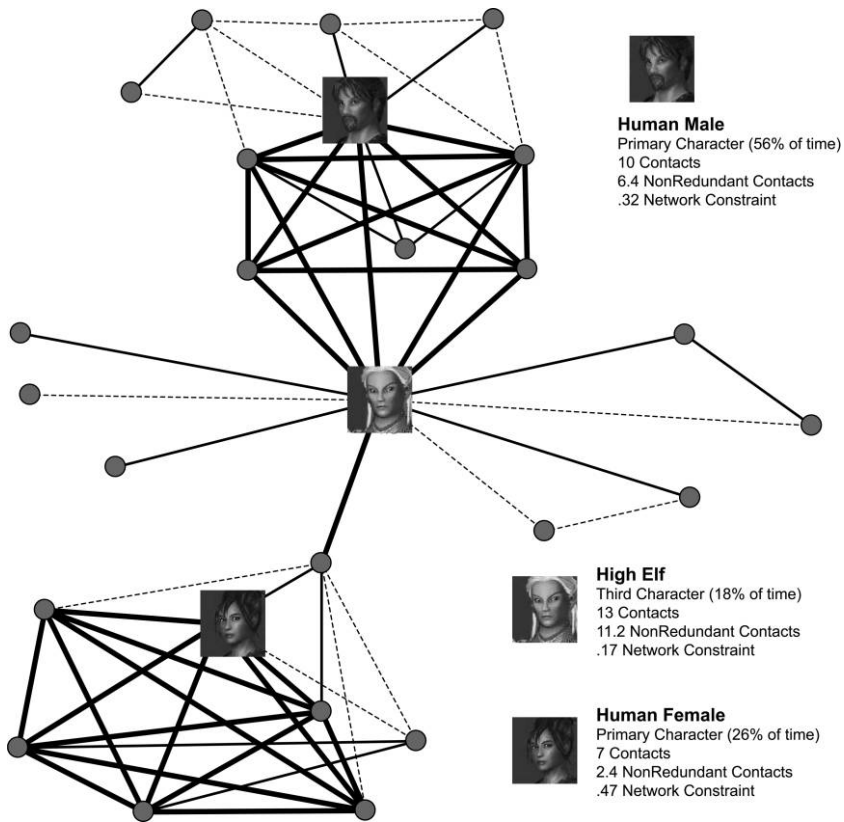 Human Male
Primary Character (56% of time)
10 Contacts
6.4 NonRedundant Contacts
.32 Network Constraint
High Elf
Third Character (18% of time)
13 Contacts
11.2 NonRedundant Contacts
.17 Network Constraint
Human Female
Primary Character (26% of time)
7 Contacts
2.4 NonRedundant Contacts
.47 Network Constraint